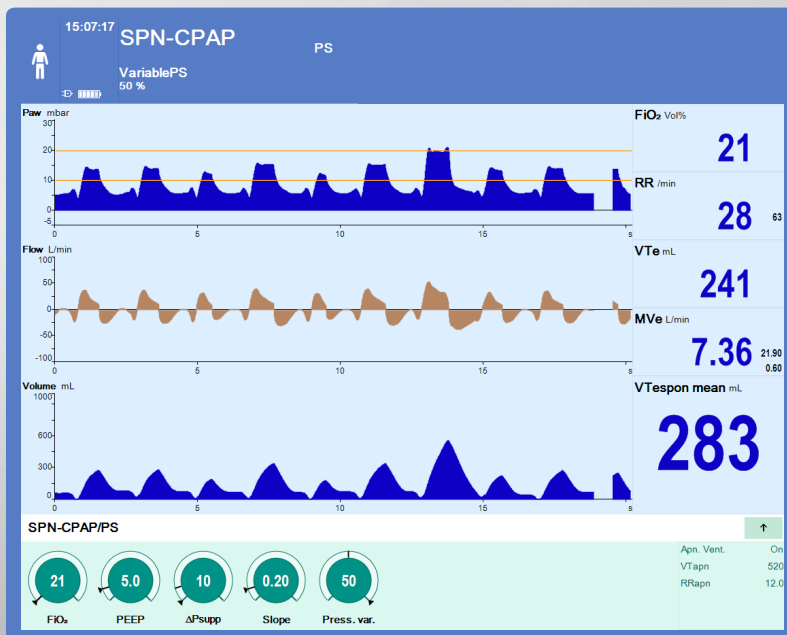 15:07:17
SPN-CPAP
PS
VariablePS
50 %
Paw mbar
30
20
10
0
-5
0 5 10 15 s
FiO₂ Vol%
21
RR /min
28 63
Flow L/min
100
50
0
-50
-100
0 5 10 15 s
VTe mL
241
MVe L/min
7.36 21.90
0.60
Volume mL
1000
600
300
0
0 5 10 15 s
VTespon mean mL
283
SPN-CPAP/PS
↑
21 5.0 10 0.20 50
FiO₂ PEEP ΔPsupp Slope Press. var.
Apn. Vent. On
VTapn 520
RRapn 12.0